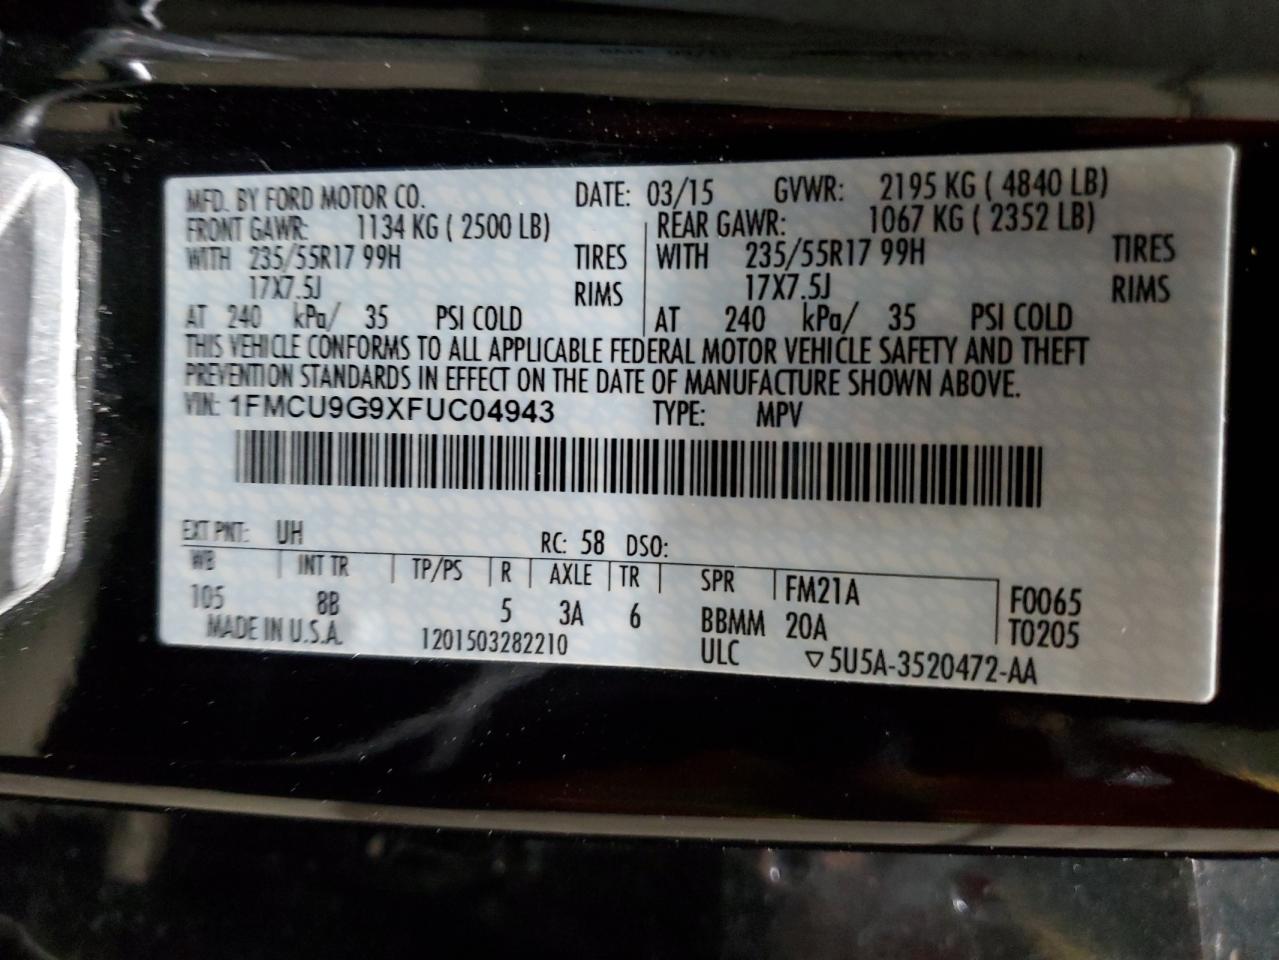 MFD. BY FORD MOTOR CO. DATE: 03/15 GVWR: 2195 KG ( 4840 LB)
FRONT GAWR: 1134 KG ( 2500 LB) REAR GAWR: 1067 KG ( 2352 LB)
WITH 235/55R17 99H TIRES WITH 235/55R17 99H TIRES
17X7.5J RIMS 17X7.5J RIMS
AT 240 kPa/ 35 PSI COLD AT 240 kPa/ 35 PSI COLD
THIS VEHICLE CONFORMS TO ALL APPLICABLE FEDERAL MOTOR VEHICLE SAFETY AND THEFT
PREVENTION STANDARDS IN EFFECT ON THE DATE OF MANUFACTURE SHOWN ABOVE.
VIN: 1FMCU9G9XFUC04943 TYPE: MPV
EXT PNT: UH RC: 58 DSO:
WB INT TR TP/PS R AXLE TR SPR FM21A F0065
105 8B 5 3A 6 BBMM 20A T0205
MADE IN U.S.A. 1201503282210 ULC ▽5U5A-3520472-AA